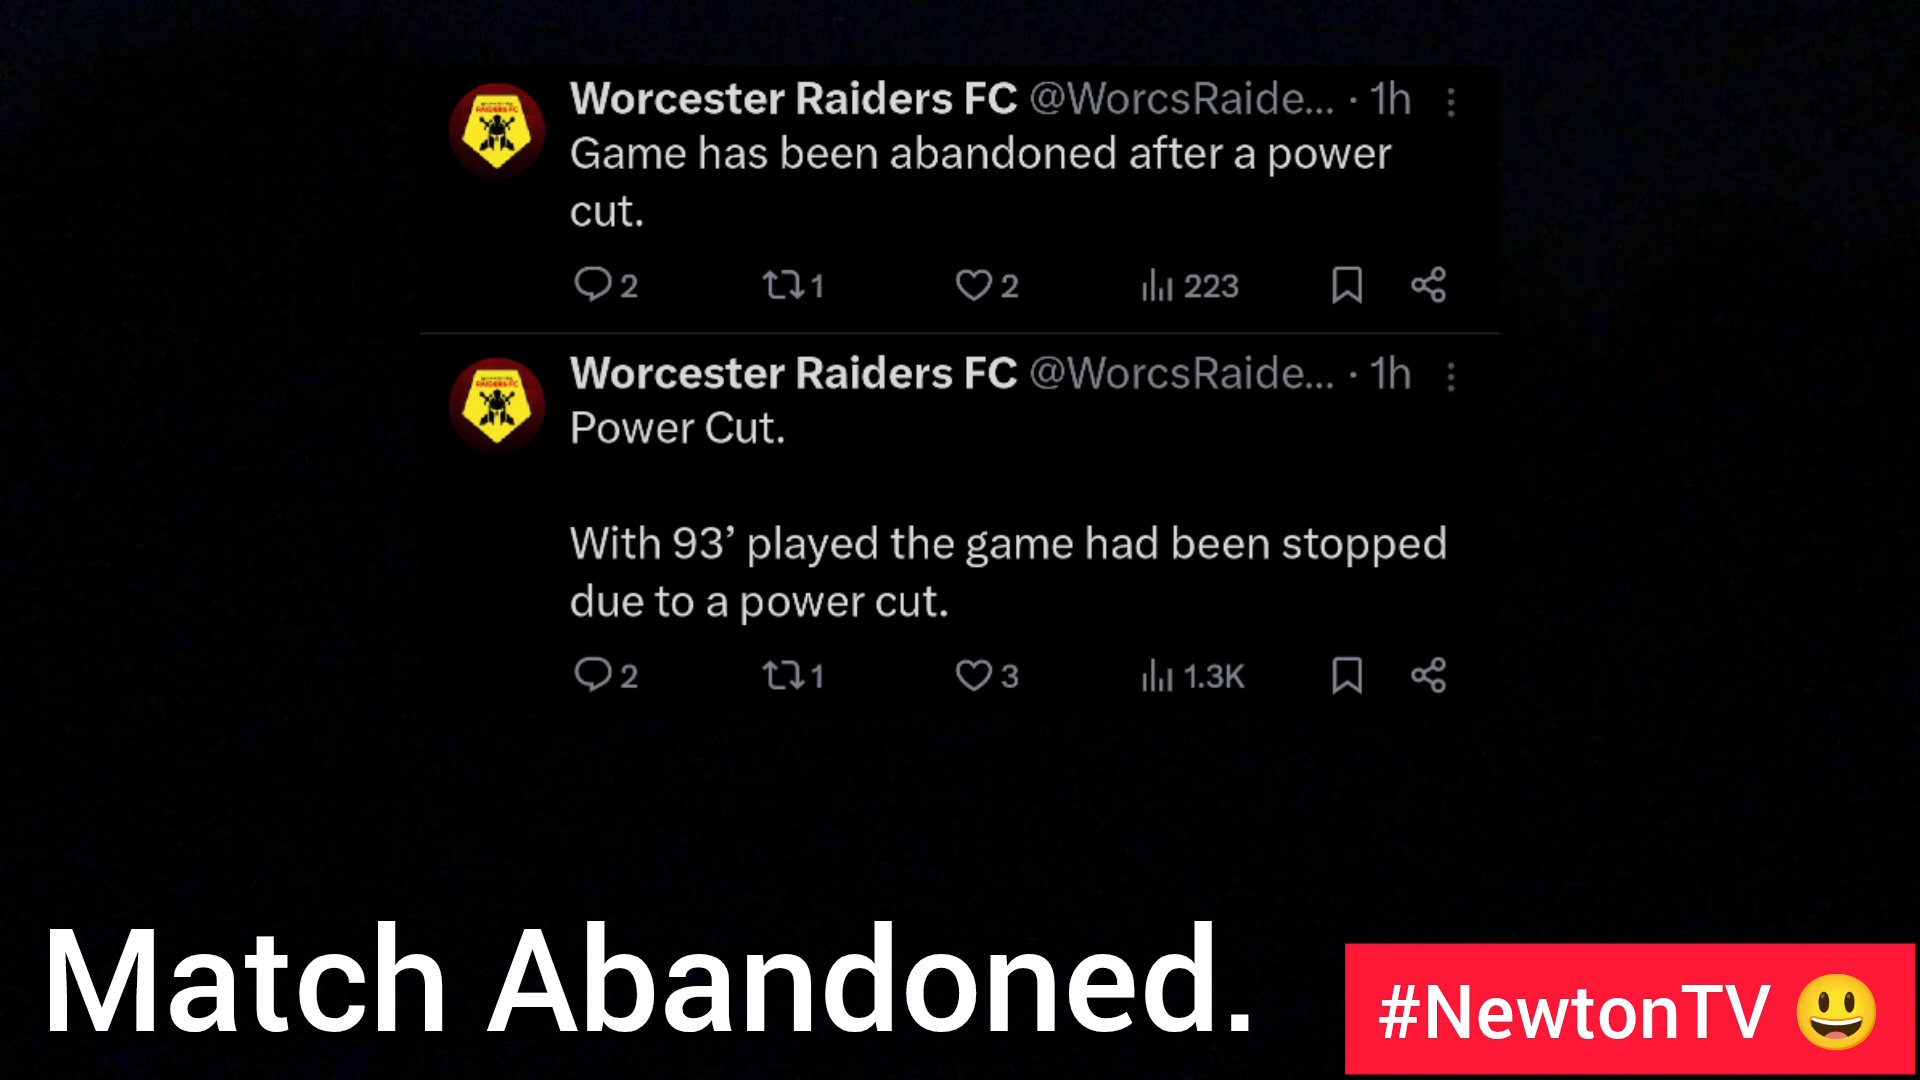 Worcester Raiders FC @WorcsRaide... · 1h
Game has been abandoned after a power
cut.
2 1 2 223
Worcester Raiders FC @WorcsRaide... · 1h
Power Cut.
With 93’ played the game had been stopped
due to a power cut.
2 1 3 1.3K
Match Abandoned.
#NewtonTV 😃